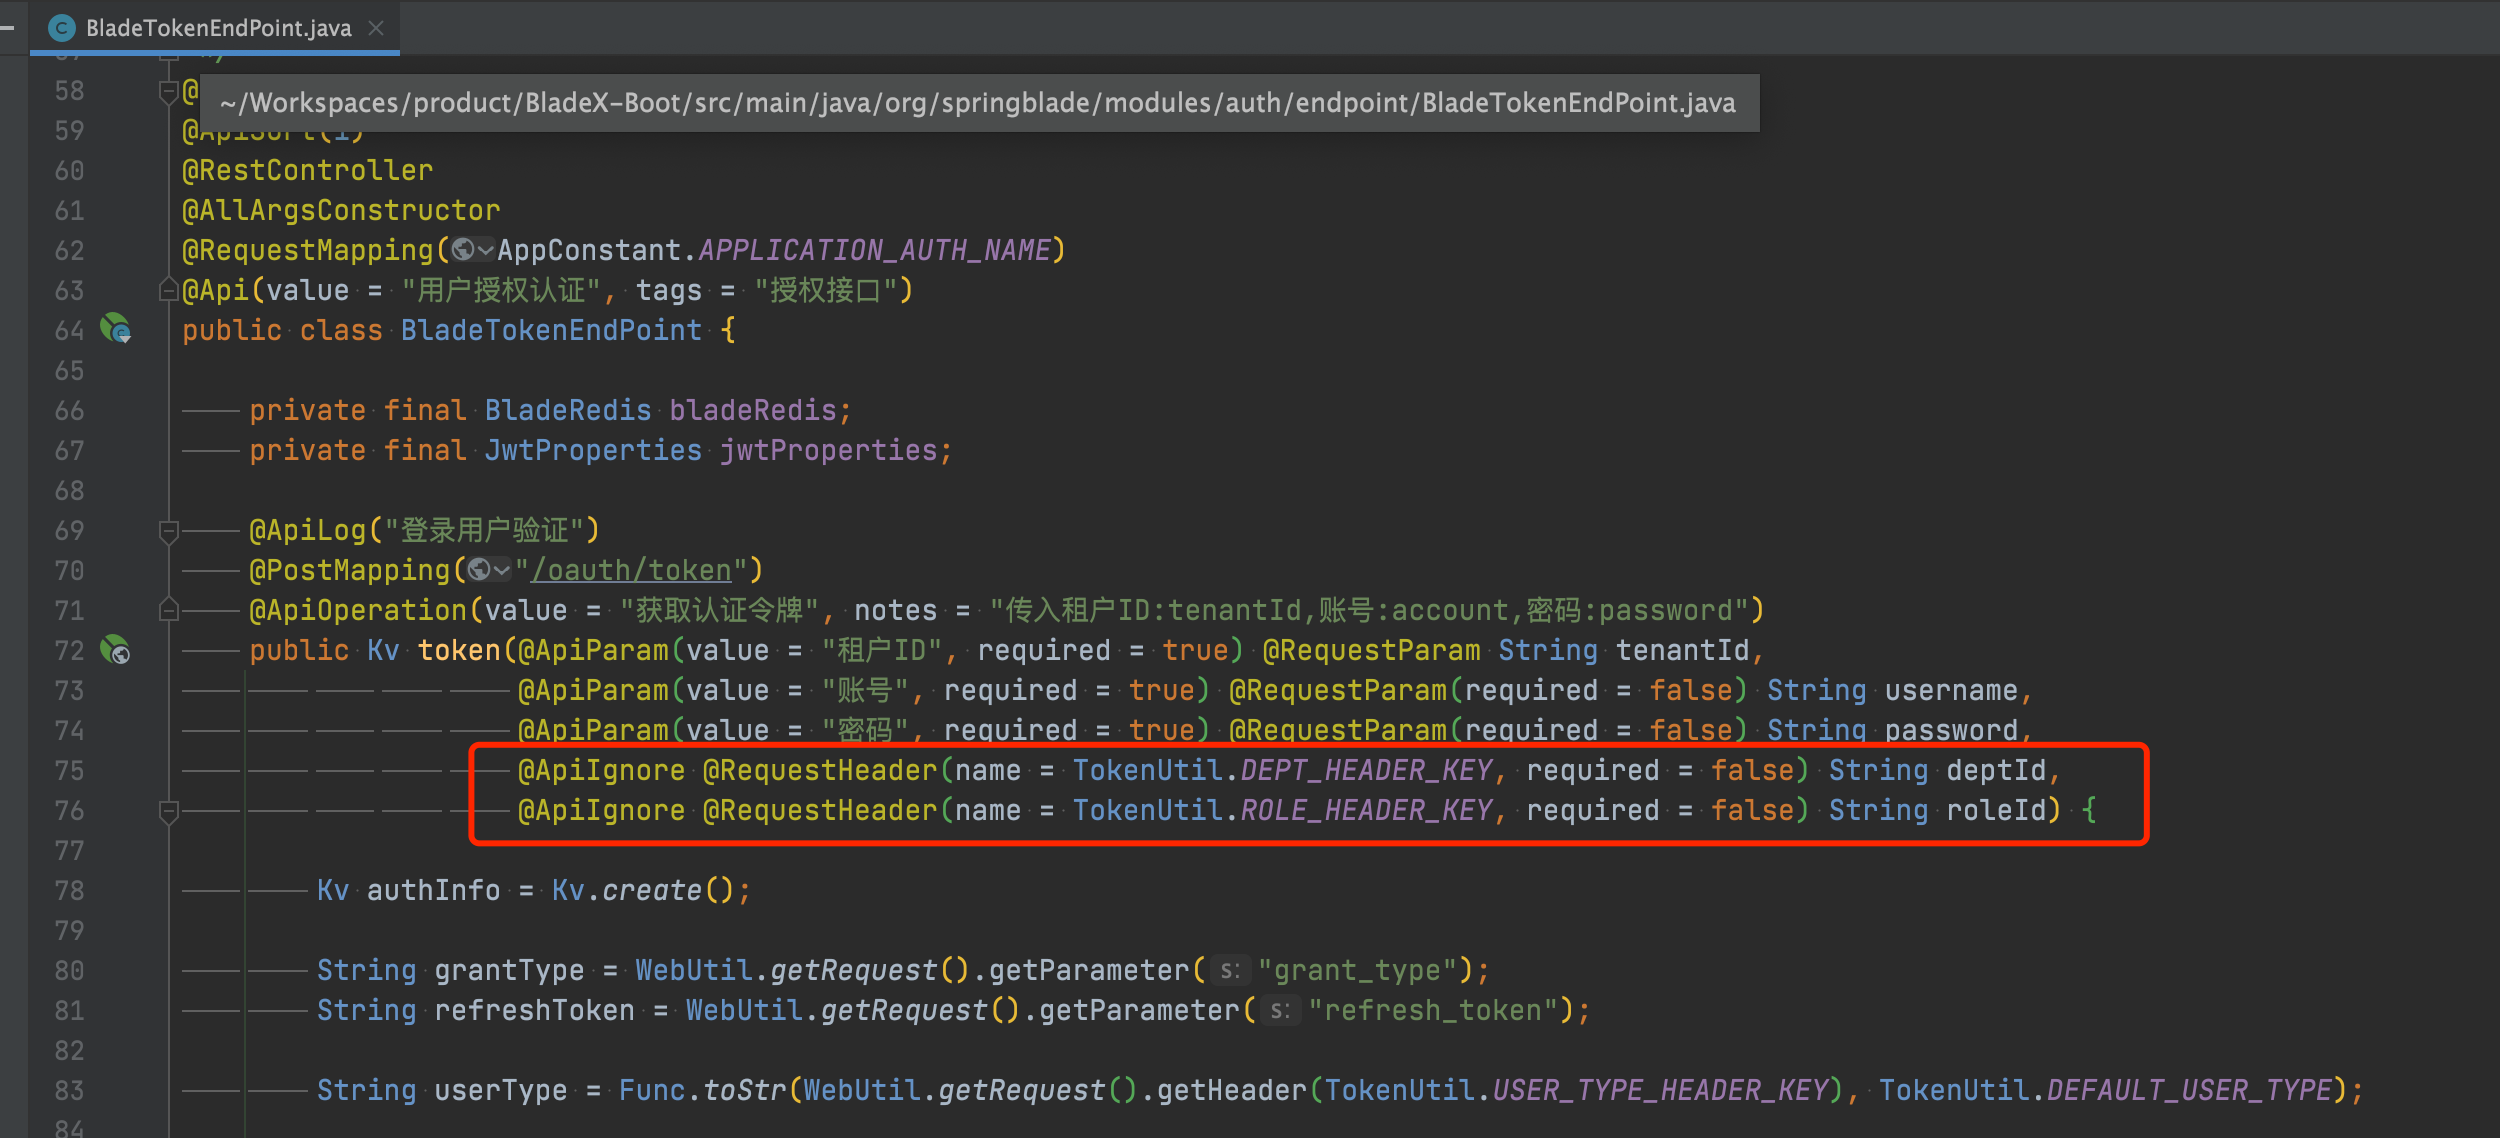 BladeTokenEndPoint.java
58 @
~/Workspaces/product/BladeX-Boot/src/main/java/org/springblade/modules/auth/endpoint/BladeTokenEndPoint.java
59 @ApiSort(1)
60 @RestController
61 @AllArgsConstructor
62 @RequestMapping(AppConstant.APPLICATION_AUTH_NAME)
63 @Api(value = "用户授权认证", tags = "授权接口")
64 public class BladeTokenEndPoint {
65
66 private final BladeRedis bladeRedis;
67 private final JwtProperties jwtProperties;
68
69 @ApiLog("登录用户验证")
70 @PostMapping("/oauth/token")
71 @ApiOperation(value = "获取认证令牌", notes = "传入租户ID:tenantId,账号:account,密码:password")
72 public Kv token(@ApiParam(value = "租户ID", required = true) @RequestParam String tenantId,
73 @ApiParam(value = "账号", required = true) @RequestParam(required = false) String username,
74 @ApiParam(value = "密码", required = true) @RequestParam(required = false) String password,
75 @ApiIgnore @RequestHeader(name = TokenUtil.DEPT_HEADER_KEY, required = false) String deptId,
76 @ApiIgnore @RequestHeader(name = TokenUtil.ROLE_HEADER_KEY, required = false) String roleId) {
77
78 Kv authInfo = Kv.create();
79
80 String grantType = WebUtil.getRequest().getParameter( s: "grant_type");
81 String refreshToken = WebUtil.getRequest().getParameter( s: "refresh_token");
82
83 String userType = Func.toStr(WebUtil.getRequest().getHeader(TokenUtil.USER_TYPE_HEADER_KEY), TokenUtil.DEFAULT_USER_TYPE);
84